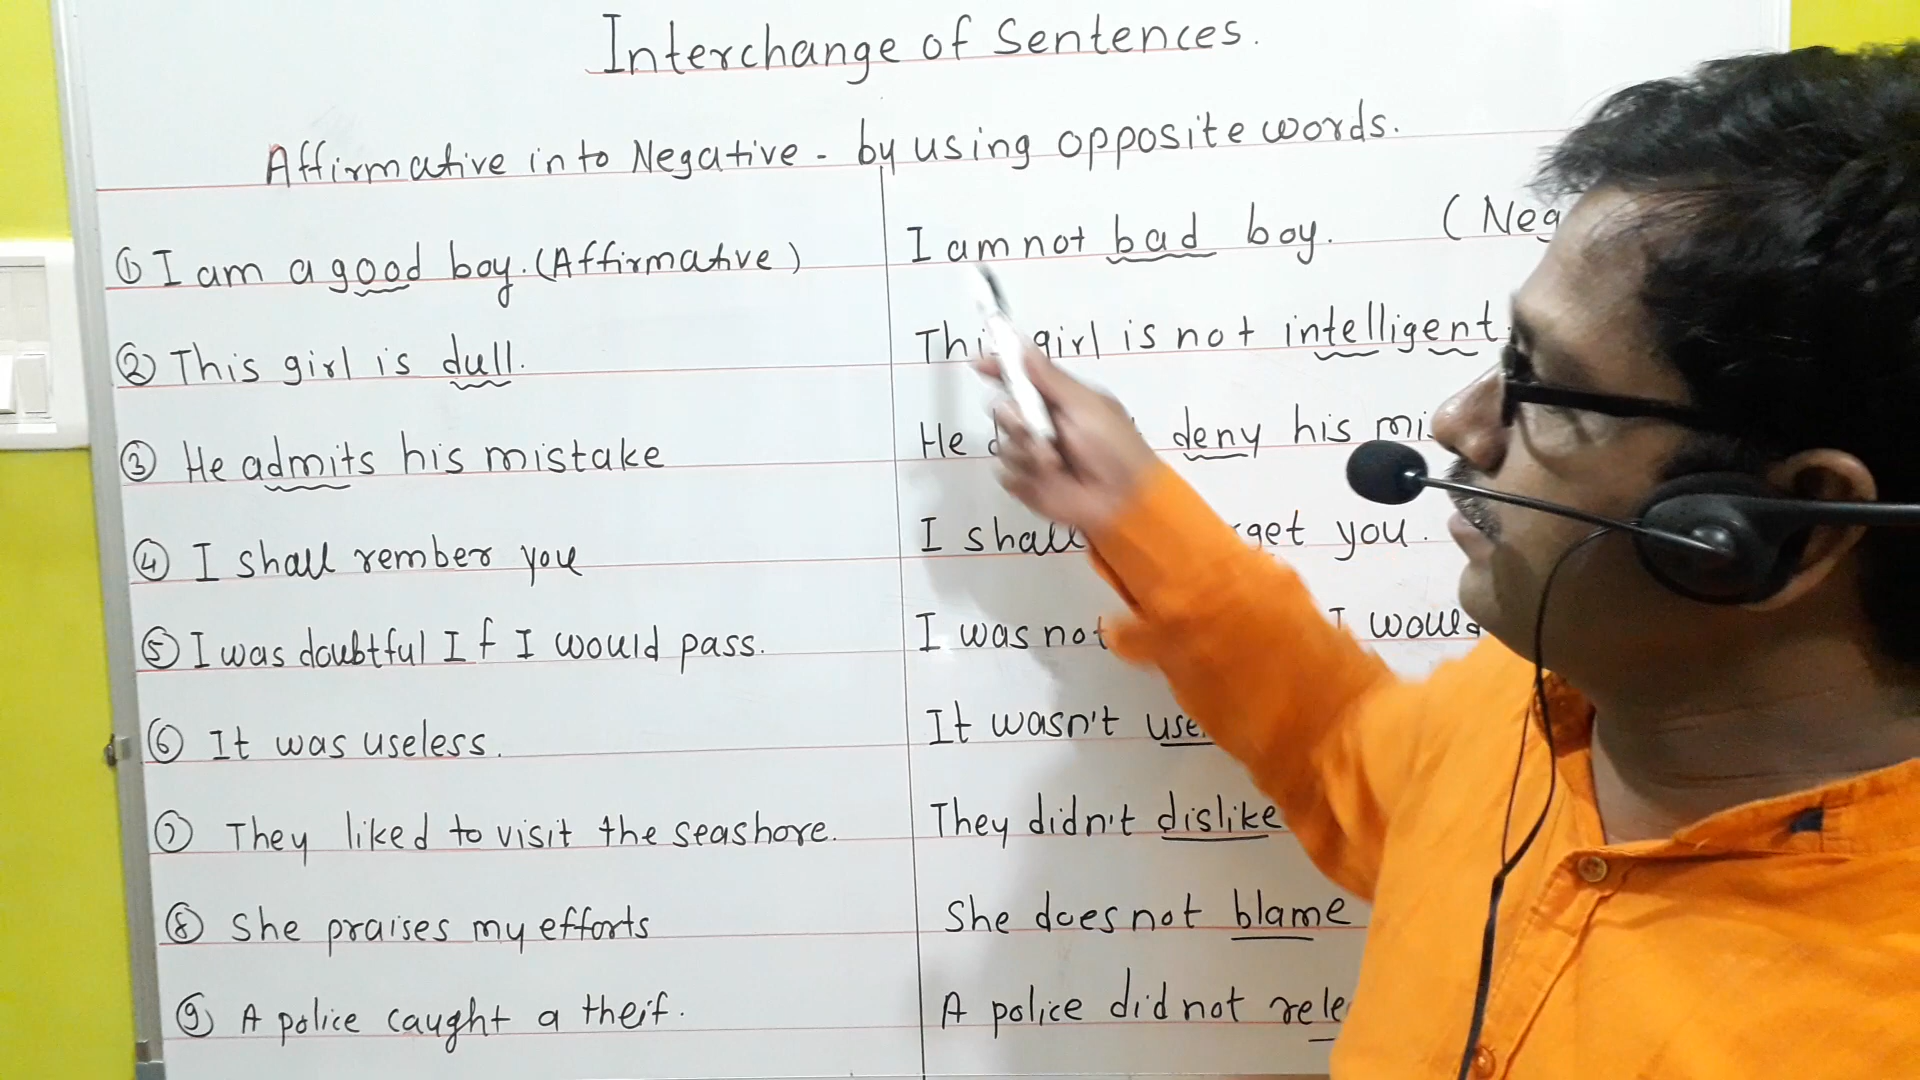 Interchange of Sentences.
Affirmative into Negative - by using opposite words.
① I am a good boy. (Affirmative) I am not bad boy. (Neg
② This girl is dull. girl is not intelligent.
③ He admits his mistake He deny his
④ I shall rember you I shall get you.
⑤ I was doubtful If I would pass. I was not I would
⑥ It was useless. It wasn't
⑦ They liked to visit the seashore. They didn't dislike
⑧ She praises my efforts She does not blame
⑨ A police caught a theif. A police did not